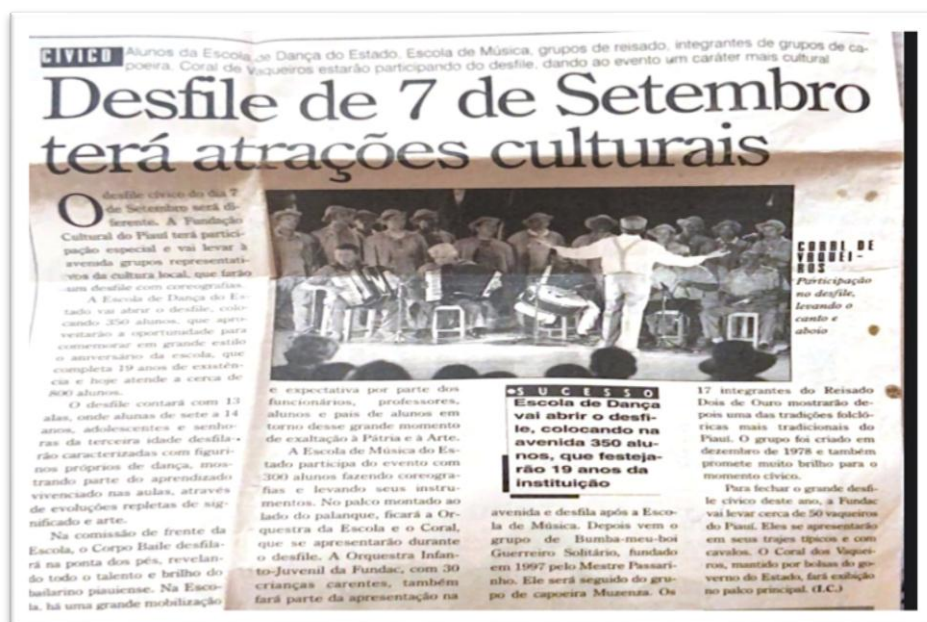 CÍVICO
Alunos da Escola de Dança do Estado, Escola de Música, grupos de reisado, integrantes de grupos de ca-
poeira, Coral de Vaqueiros estarão participando do desfile, dando ao evento um caráter mais cultural
Desfile de 7 de Setembro
terá atrações culturais
O desfile cívico do dia 7
de Setembro será di-
ferente. A Fundação
Cultural do Piauí terá partici-
pação especial e vai levar à
avenida grupos representati-
vos da cultura local, que farão
um desfile com coreografias.
A Escola de Dança do Es-
tado vai abrir o desfile, colo-
cando 350 alunos, que apro-
veitarão a oportunidade para
comemorar em grande estilo
o aniversário da escola, que
completa 19 anos de existên-
cia e hoje atende a cerca de
800 alunos.
O desfile contará com 13
alas, onde alunas de sete a 14
anos, adolescentes e senho-
ras da terceira idade desfila-
rão caracterizadas com figuri-
nos próprios de dança, mos-
trando parte do aprendizado
vivenciado nas aulas, através
de evoluções repletas de sig-
nificado e arte.
Na comissão de frente da
Escola, o Corpo Baile desfila-
rá na ponta dos pés, revelan-
do todo o talento e brilho do
bailarino piauiense. Na Esco-
la, há uma grande mobilização
e expectativa por parte dos
funcionários, professores,
alunos e pais de alunos em
torno desse grande momento
de exaltação à Pátria e à Arte.
A Escola de Música do Es-
tado participa do evento com
300 alunos fazendo coreogra-
fias e levando seus instru-
mentos. No palco montado ao
lado do palanque, ficará a Or-
questra da Escola e o Coral,
que se apresentarão durante
o desfile. A Orquestra Infan-
to-Juvenil da Fundac, com 30
crianças carentes, também
fará parte da apresentação na
SUCESSO
Escola de Dança
vai abrir o desfi-
le, colocando na
avenida 350 alu-
nos, que festeja-
rão 19 anos da
instituição
avenida e desfila após a Esco-
la de Música. Depois vem o
grupo de Bumba-meu-boi
Guerreiro Solitário, fundado
em 1997 pelo Mestre Passari-
nho. Ele será seguido do gru-
po de capoeira Muzenza. Os
CORAL DE
VAQUEI-
ROS
Participação
no desfile,
levando o
canto e
aboio
17 integrantes do Reisado
Dois de Ouro mostrarão de-
pois uma das tradições folcló-
ricas mais tradicionais do
Piauí. O grupo foi criado em
dezembro de 1978 e também
promete muito brilho para o
momento cívico.
Para fechar o grande desfi-
le cívico deste ano, a Fundac
vai levar cerca de 50 vaqueiros
do Piauí. Eles se apresentarão
em seus trajes típicos e com
cavalos. O Coral dos Vaquei-
ros, mantido por bolsas do go-
verno do Estado, fará exibição
no palco principal. (I.C.)